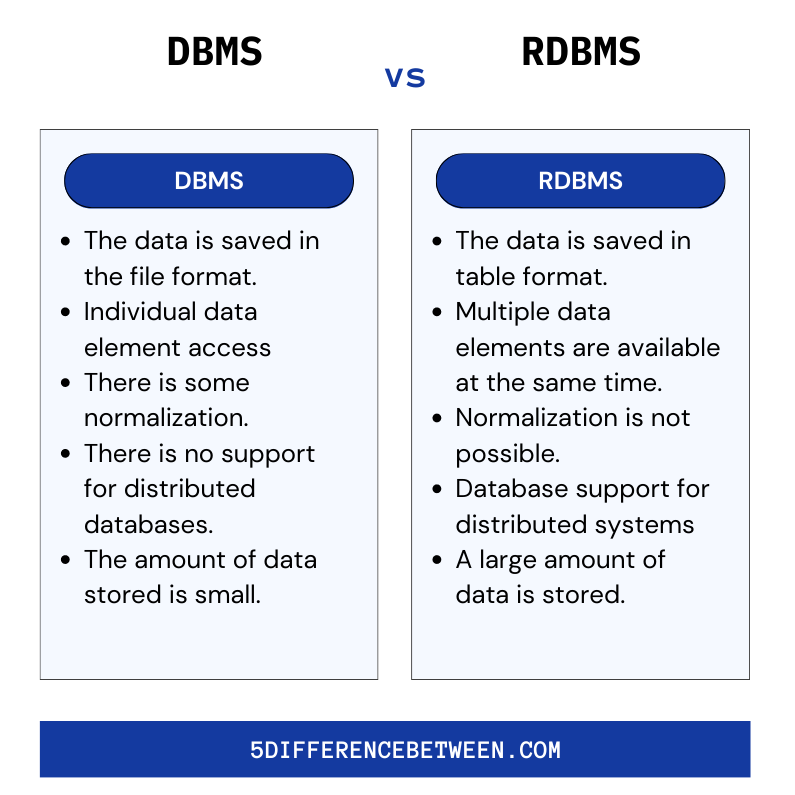 DBMS
vs
RDBMS
DBMS
• The data is saved in
the file format.
• Individual data
element access
• There is some
normalization.
• There is no support
for distributed
databases.
• The amount of data
stored is small.
RDBMS
• The data is saved in
table format.
• Multiple data
elements are available
at the same time.
• Normalization is not
possible.
• Database support for
distributed systems
• A large amount of
data is stored.
5DIFFERENCEBETWEEN.COM